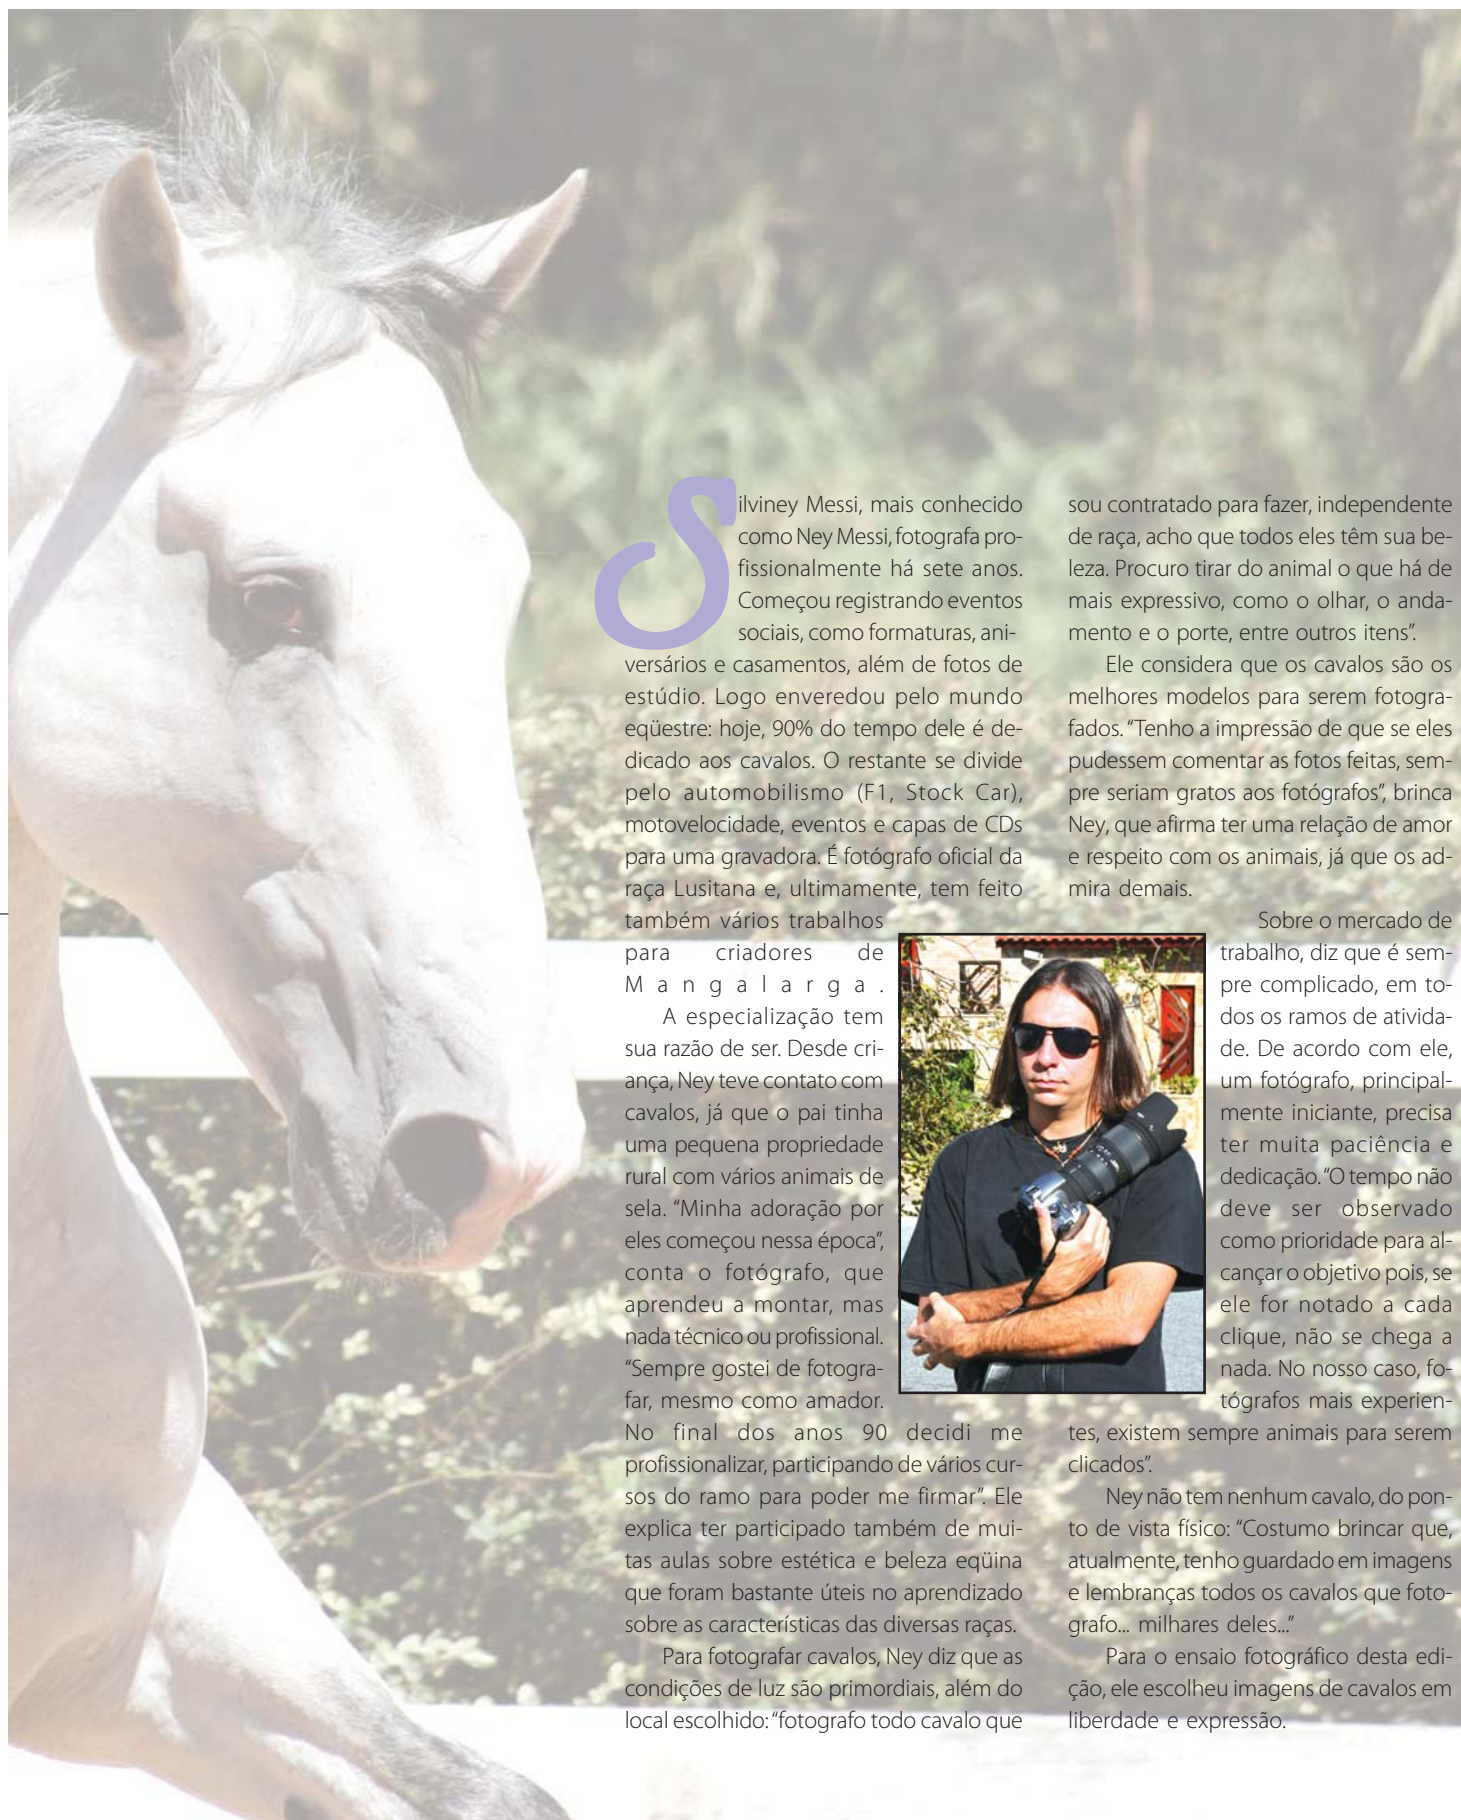 Silviney Messi, mais conhecido
como Ney Messi, fotografa pro-
fissionalmente há sete anos.
Começou registrando eventos
sociais, como formaturas, ani-
versários e casamentos, além de fotos de
estúdio. Logo enveredou pelo mundo
eqüestre: hoje, 90% do tempo dele é de-
dicado aos cavalos. O restante se divide
pelo automobilismo (F1, Stock Car),
motovelocidade, eventos e capas de CDs
para uma gravadora. É fotógrafo oficial da
raça Lusitana e, ultimamente, tem feito
também vários trabalhos
para criadores de
Mangalarga.
A especialização tem
sua razão de ser. Desde cri-
ança, Ney teve contato com
cavalos, já que o pai tinha
uma pequena propriedade
rural com vários animais de
sela. “Minha adoração por
eles começou nessa época”,
conta o fotógrafo, que
aprendeu a montar, mas
nada técnico ou profissional.
“Sempre gostei de fotogra-
far, mesmo como amador.
No final dos anos 90 decidi me
profissionalizar, participando de vários cur-
sos do ramo para poder me firmar”. Ele
explica ter participado também de mui-
tas aulas sobre estética e beleza eqüina
que foram bastante úteis no aprendizado
sobre as características das diversas raças.
Para fotografar cavalos, Ney diz que as
condições de luz são primordiais, além do
local escolhido: “fotografo todo cavalo que
sou contratado para fazer, independente
de raça, acho que todos eles têm sua be-
leza. Procuro tirar do animal o que há de
mais expressivo, como o olhar, o anda-
mento e o porte, entre outros itens”.
Ele considera que os cavalos são os
melhores modelos para serem fotogra-
fados. “Tenho a impressão de que se eles
pudessem comentar as fotos feitas, sem-
pre seriam gratos aos fotógrafos”, brinca
Ney, que afirma ter uma relação de amor
e respeito com os animais, já que os ad-
mira demais.
Sobre o mercado de
trabalho, diz que é sem-
pre complicado, em to-
dos os ramos de ativida-
de. De acordo com ele,
um fotógrafo, principal-
mente iniciante, precisa
ter muita paciência e
dedicação. “O tempo não
deve ser observado
como prioridade para al-
cançar o objetivo pois, se
ele for notado a cada
clique, não se chega a
nada. No nosso caso, fo-
tógrafos mais experien-
tes, existem sempre animais para serem
clicados”.
Ney não tem nenhum cavalo, do pon-
to de vista físico: “Costumo brincar que,
atualmente, tenho guardado em imagens
e lembranças todos os cavalos que foto-
grafo... milhares deles...”
Para o ensaio fotográfico desta edi-
ção, ele escolheu imagens de cavalos em
liberdade e expressão.